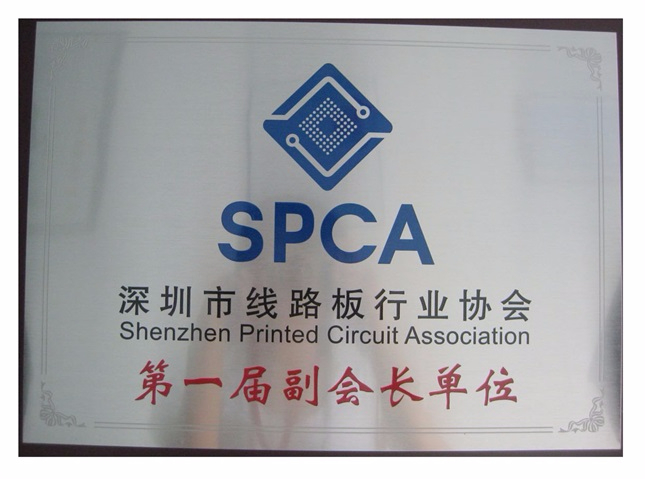 SPCA
深圳市线路板行业协会
Shenzhen Printed Circuit Association
第一届副会长单位